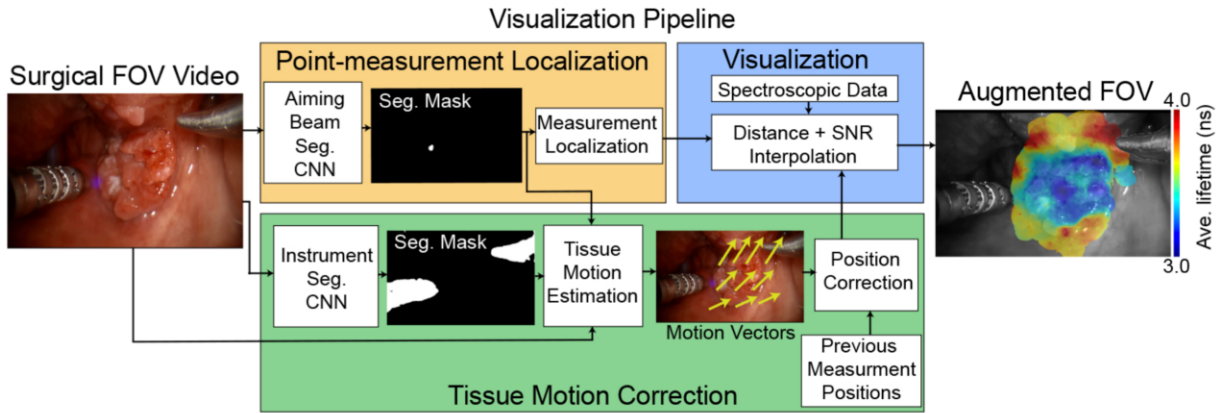 Visualization Pipeline
Surgical FOV Video
Point-measurement Localization
Aiming
Beam
Seg.
CNN
Seg. Mask
Measurement
Localization
Visualization
Spectroscopic Data
Distance + SNR
Interpolation
Augmented FOV
4.0
Ave. lifetime (ns)
3.0
Instrument
Seg.
CNN
Seg. Mask
Tissue
Motion
Estimation
Motion Vectors
Position
Correction
Previous
Measurment
Positions
Tissue Motion Correction